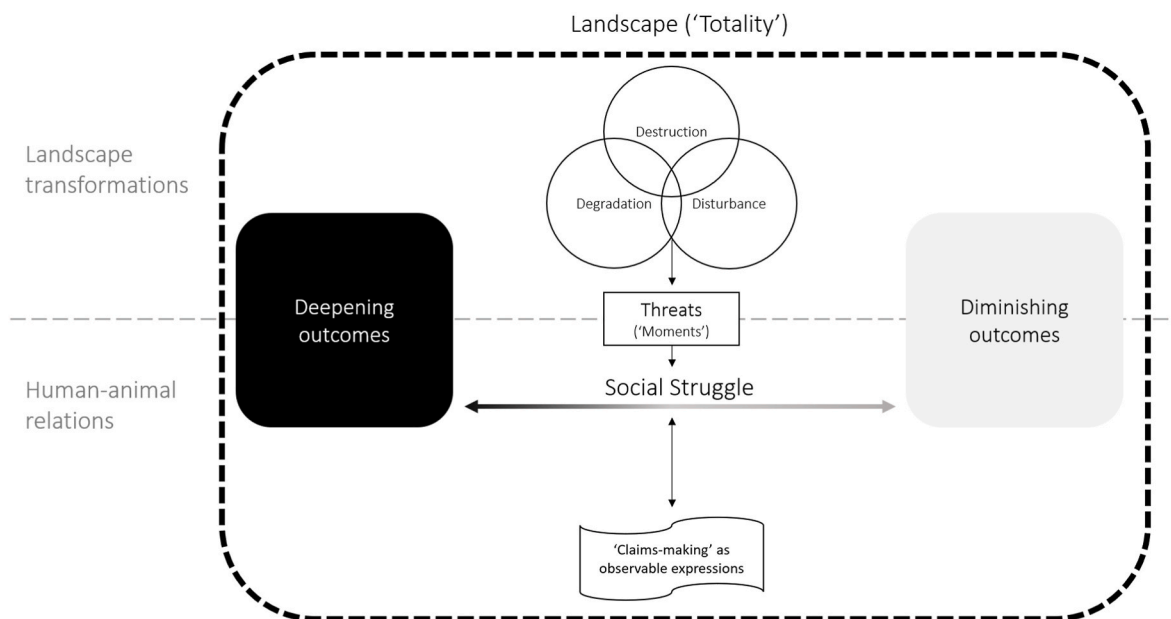 Landscape (‘Totality’)
Destruction
Landscape
transformations
Degradation
Disturbance
Deepening
outcomes
Threats
(‘Moments’)
Diminishing
outcomes
Human-animal
relations
Social Struggle
‘Claims-making’ as
observable expressions